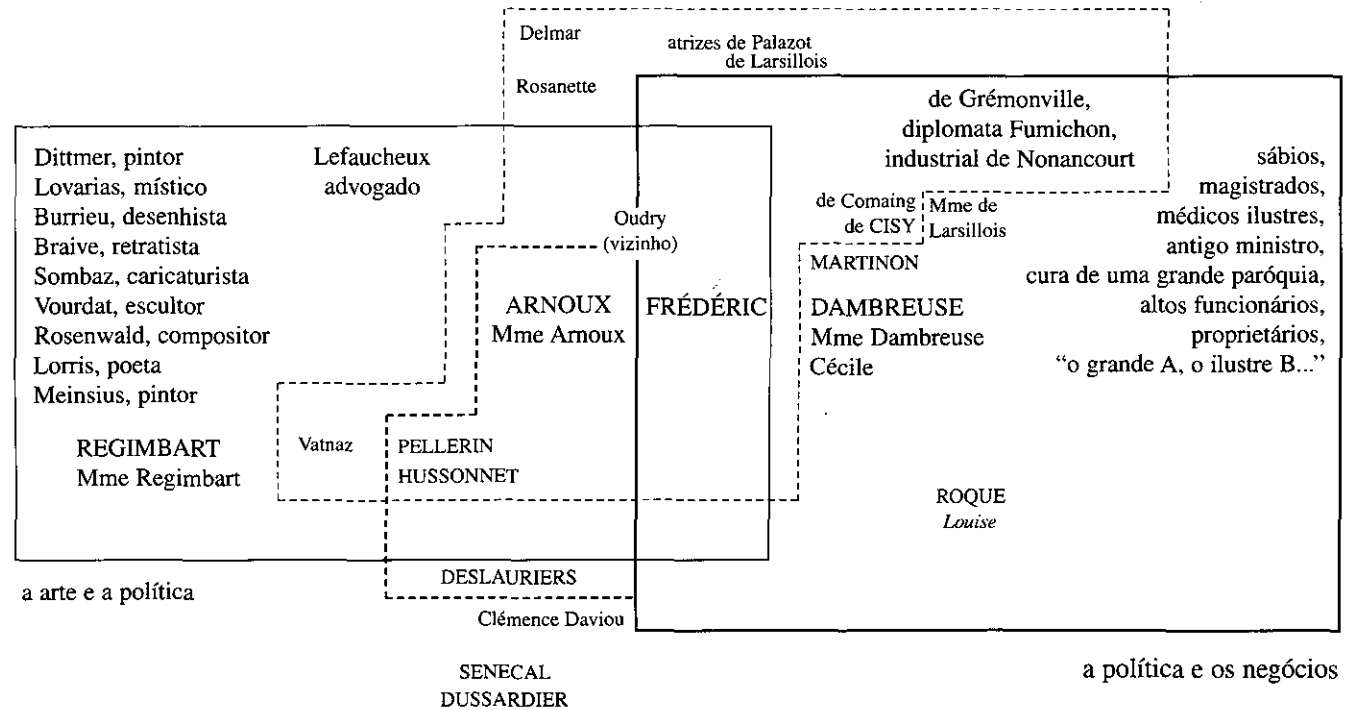 Delmar
atrizes de Palazot
de Larsillois
Rosanette
de Grémonville,
diplomata Fumichon,
industrial de Nonancourt
Dittmer, pintor
Lovarias, místico
Burrieu, desenhista
Braive, retratista
Sombaz, caricaturista
Vourdat, escultor
Rosenwald, compositor
Lorris, poeta
Meinsius, pintor
Lefaucheux
advogado
sábios,
magistrados,
médicos ilustres,
antigo ministro,
cura de uma grande paróquia,
altos funcionários,
proprietários,
“o grande A, o ilustre B...”
Oudry
(vizinho)
de Comaing
de CISY
Mme de
Larsillois
MARTINON
ARNOUX
Mme Arnoux
FRÉDÉRIC
DAMBREUSE
Mme Dambreuse
Cécile
REGIMBART
Mme Regimbart
Vatnaz
PELLERIN
HUSSONNET
ROQUE
Louise
DESLAURIERS
a arte e a política
Clémence Daviou
SENECAL
DUSSARDIER
a política e os negócios